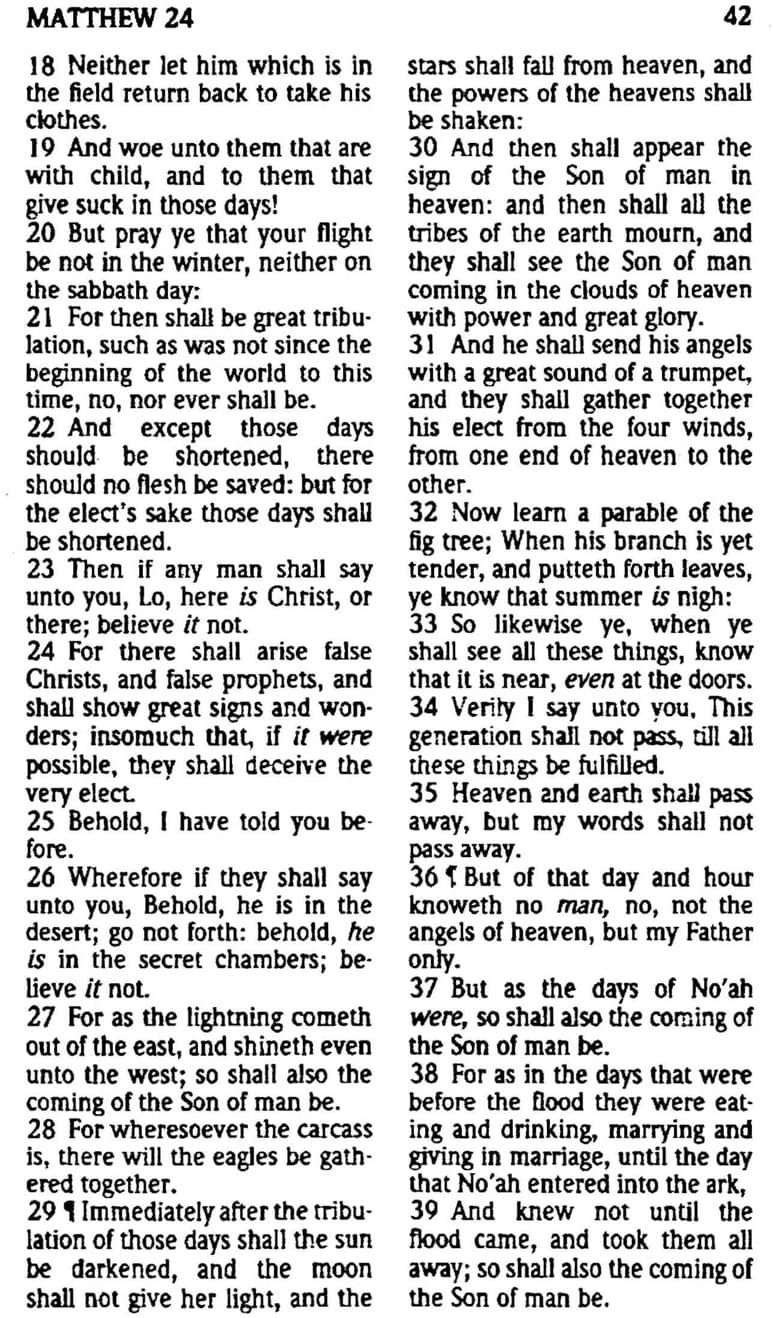 MATTHEW 24 42
18 Neither let him which is in
the field return back to take his
clothes.
19 And woe unto them that are
with child, and to them that
give suck in those days!
20 But pray ye that your flight
be not in the winter, neither on
the sabbath day:
21 For then shall be great tribu-
lation, such as was not since the
beginning of the world to this
time, no, nor ever shall be.
22 And except those days
should be shortened, there
should no flesh be saved: but for
the elect's sake those days shall
be shortened.
23 Then if any man shall say
unto you, Lo, here is Christ, or
there; believe it not.
24 For there shall arise false
Christs, and false prophets, and
shall show great signs and won-
ders; insomuch that, if it were
possible, they shall deceive the
very elect.
25 Behold, I have told you be-
fore.
26 Wherefore if they shall say
unto you, Behold, he is in the
desert; go not forth: behold, he
is in the secret chambers; be-
lieve it not.
27 For as the lightning cometh
out of the east, and shineth even
unto the west; so shall also the
coming of the Son of man be.
28 For wheresoever the carcass
is, there will the eagles be gath-
ered together.
29 ¶ Immediately after the tribu-
lation of those days shall the sun
be darkened, and the moon
shall not give her light, and the
stars shall fall from heaven, and
the powers of the heavens shall
be shaken:
30 And then shall appear the
sign of the Son of man in
heaven: and then shall all the
tribes of the earth mourn, and
they shall see the Son of man
coming in the clouds of heaven
with power and great glory.
31 And he shall send his angels
with a great sound of a trumpet,
and they shall gather together
his elect from the four winds,
from one end of heaven to the
other.
32 Now learn a parable of the
fig tree; When his branch is yet
tender, and putteth forth leaves,
ye know that summer is nigh:
33 So likewise ye, when ye
shall see all these things, know
that it is near, even at the doors.
34 Verily I say unto you, This
generation shall not pass, till all
these things be fulfilled.
35 Heaven and earth shall pass
away, but my words shall not
pass away.
36 ¶ But of that day and hour
knoweth no man, no, not the
angels of heaven, but my Father
only.
37 But as the days of No'ah
were, so shall also the coming of
the Son of man be.
38 For as in the days that were
before the flood they were eat-
ing and drinking, marrying and
giving in marriage, until the day
that No'ah entered into the ark,
39 And knew not until the
flood came, and took them all
away; so shall also the coming of
the Son of man be.